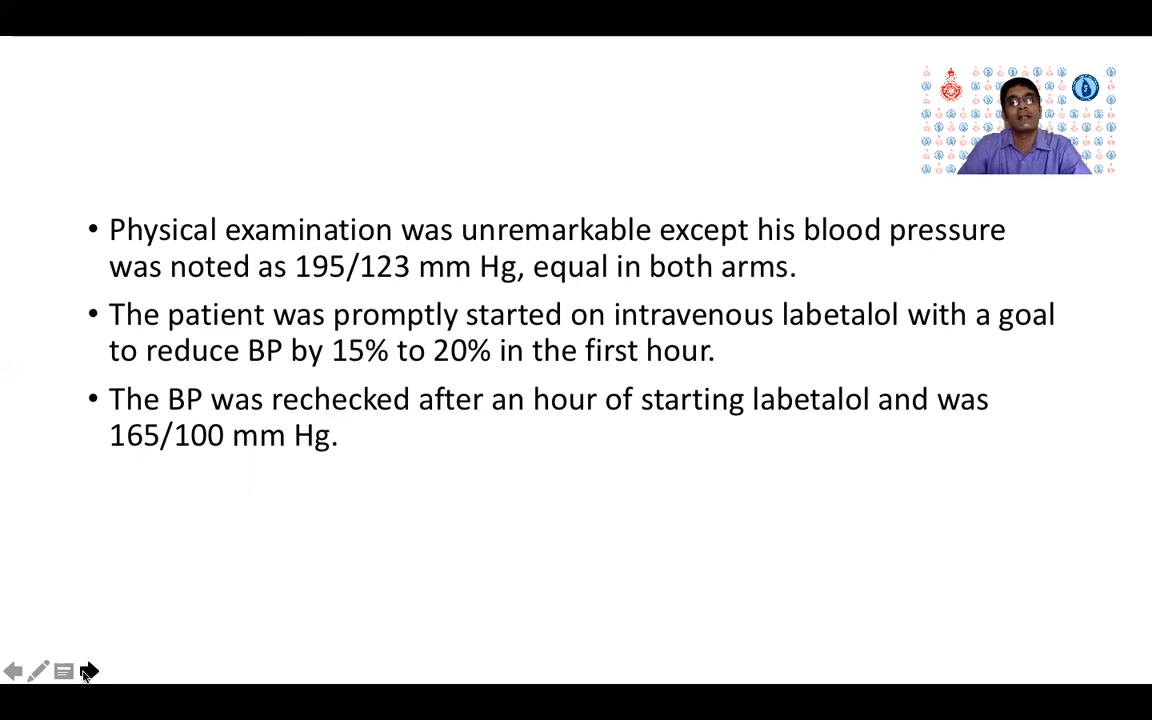 • Physical examination was unremarkable except his blood pressure
was noted as 195/123 mm Hg, equal in both arms.
• The patient was promptly started on intravenous labetalol with a goal
to reduce BP by 15% to 20% in the first hour.
• The BP was rechecked after an hour of starting labetalol and was
165/100 mm Hg.